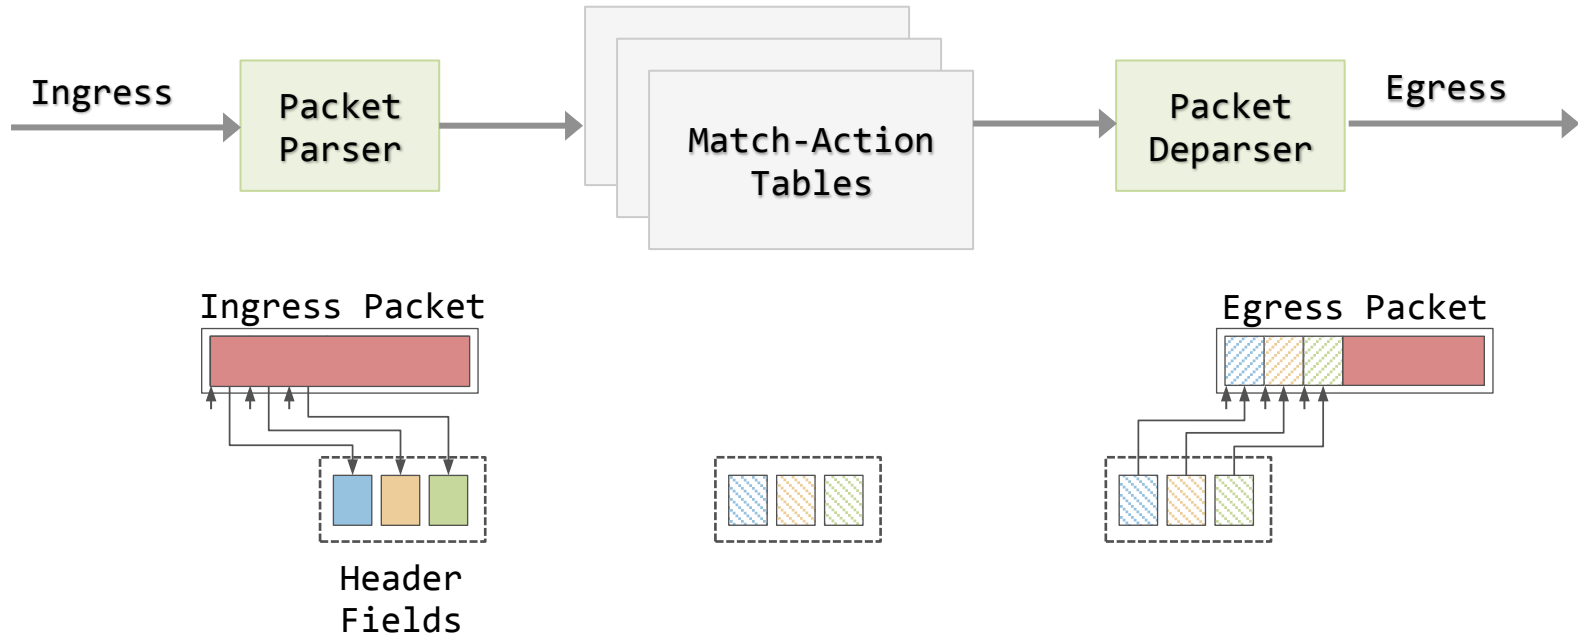 Ingress
Packet
Parser
Match-Action
Tables
Packet
Deparser
Egress
Ingress Packet
Egress Packet
Header
Fields